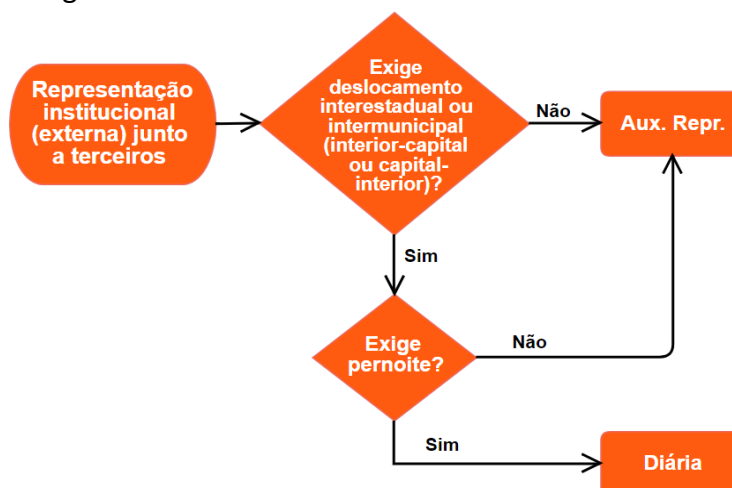 Representação
institucional
(externa) junto
a terceiros
Exige
deslocamento
interestadual ou
intermunicipal
(interior-capital
ou capital-
interior)?
Não
Aux. Repr.
Sim
Exige
pernoite?
Não
Sim
Diária